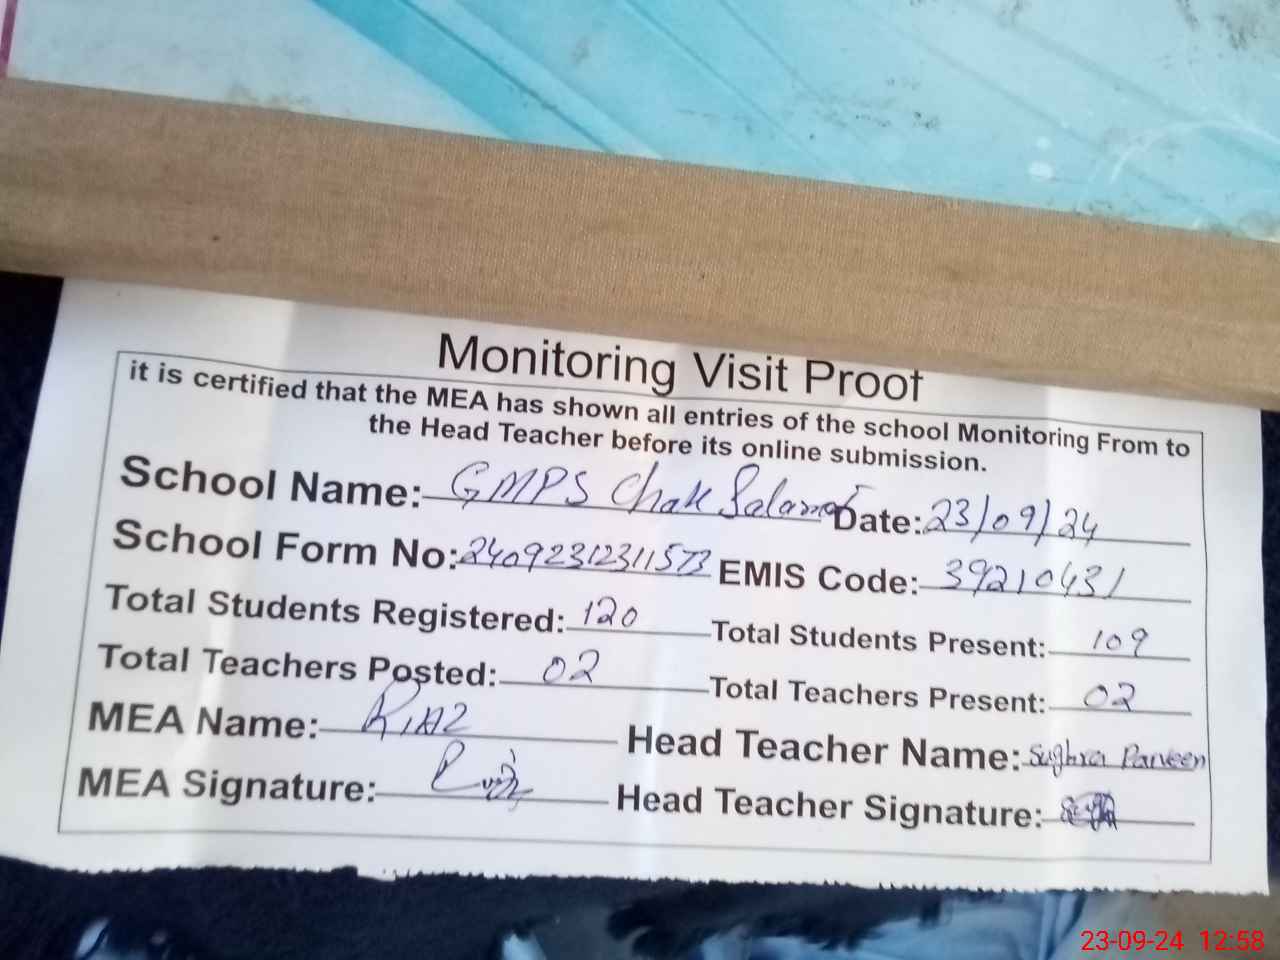 Monitoring Visit Proof
it is certified that the MEA has shown all entries of the school Monitoring From to
the Head Teacher before its online submission.
School Name: GMPS Chak Salamat Date: 23/09/24
School Form No: 24092312311573 EMIS Code: 39210431
Total Students Registered: 120 Total Students Present: 109
Total Teachers Posted: 02 Total Teachers Present: 02
MEA Name: RIAZ Head Teacher Name: Sughra Parveen
MEA Signature: Head Teacher Signature:
23-09-24 12:58